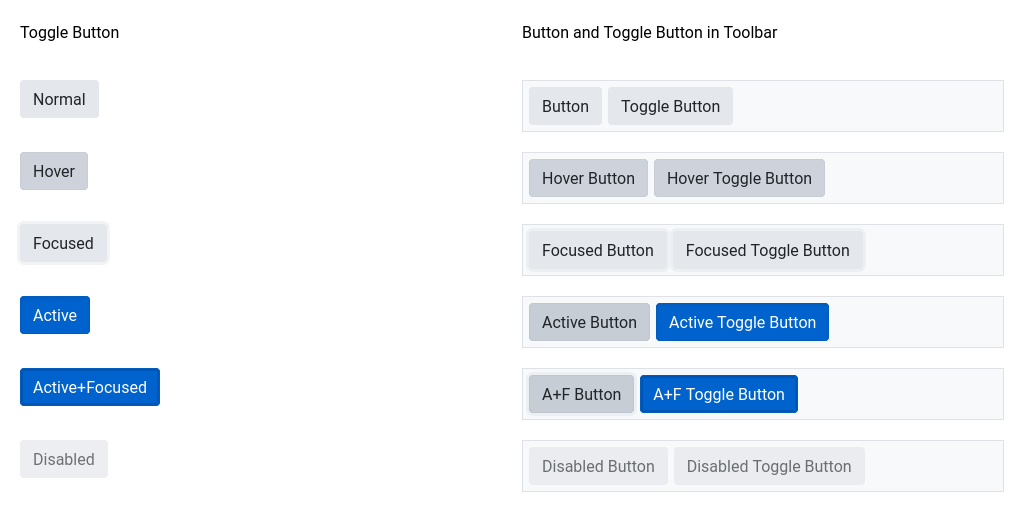 Toggle Button
Normal
Hover
Focused
Active
Active+Focused
Disabled
Button and Toggle Button in Toolbar
Button Toggle Button
Hover Button Hover Toggle Button
Focused Button Focused Toggle Button
Active Button Active Toggle Button
A+F Button A+F Toggle Button
Disabled Button Disabled Toggle Button